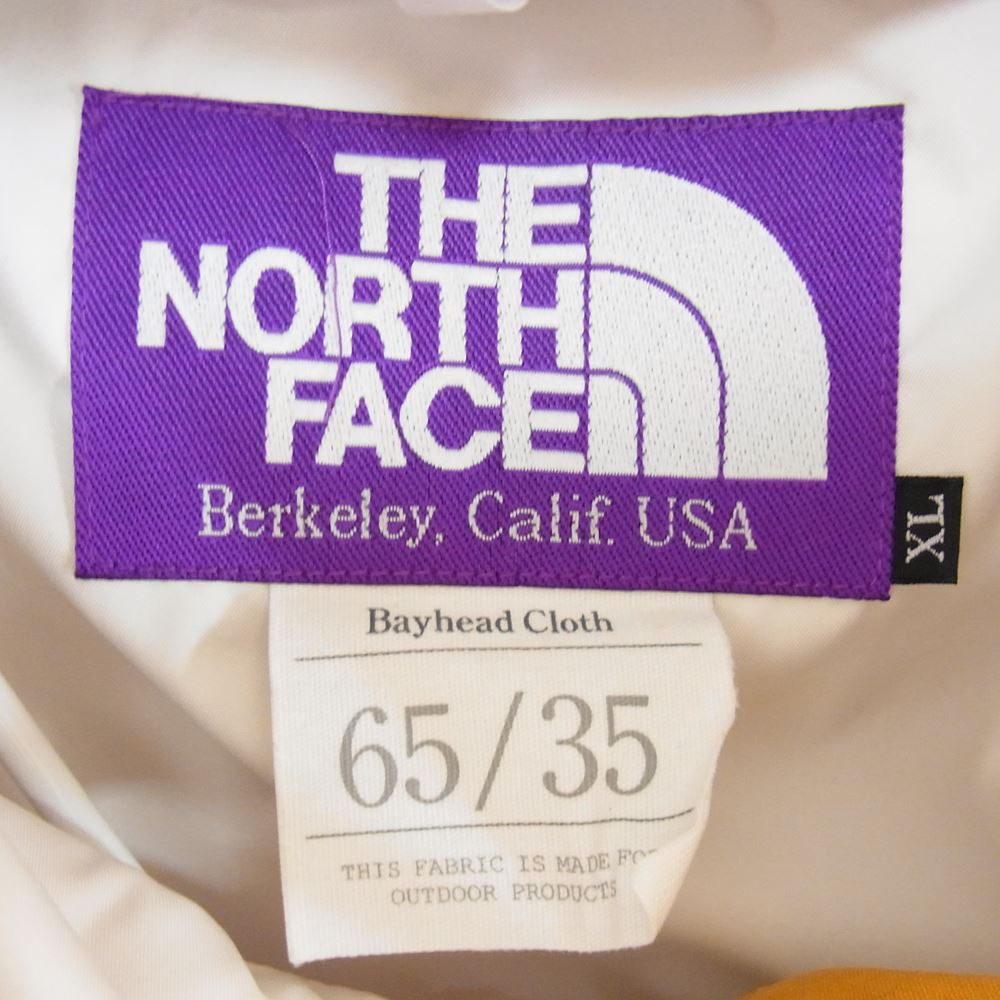 THE
NORTH
FACE
Berkeley, Calif. USA
XL
Bayhead Cloth
65/35
THIS FABRIC IS MADE FOR
OUTDOOR PRODUCTS